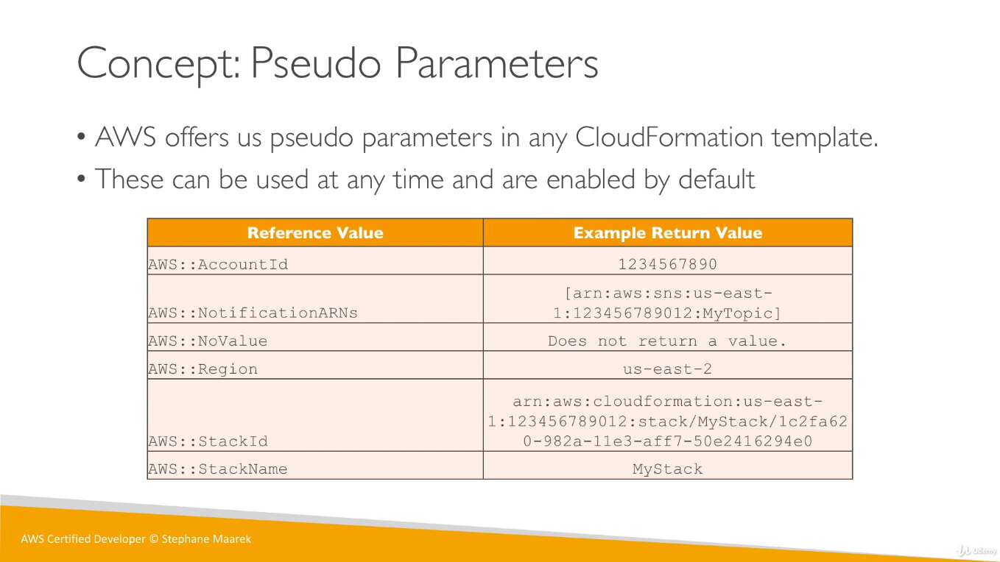 Concept: Pseudo Parameters
• AWS offers us pseudo parameters in any CloudFormation template.
• These can be used at any time and are enabled by default
Reference Value Example Return Value
AWS::AccountId 1234567890
[arn:aws:sns:us-east-
AWS::NotificationARNs 1:123456789012:MyTopic]
AWS::NoValue Does not return a value.
AWS::Region us-east-2
arn:aws:cloudformation:us-east-
1:123456789012:stack/MyStack/1c2fa62
AWS::StackId 0-982a-11e3-aff7-50e2416294e0
AWS::StackName MyStack
AWS Certified Developer © Stephane Maarek
Udemy